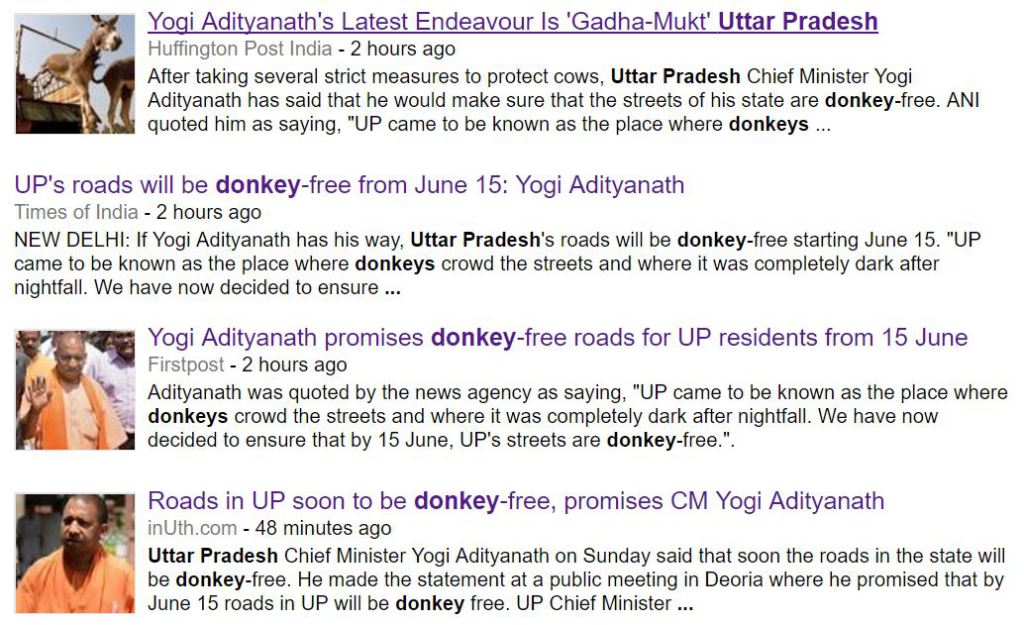 Yogi Adityanath's Latest Endeavour Is 'Gadha-Mukt' Uttar Pradesh
Huffington Post India - 2 hours ago
After taking several strict measures to protect cows, Uttar Pradesh Chief Minister Yogi
Adityanath has said that he would make sure that the streets of his state are donkey-free. ANI
quoted him as saying, "UP came to be known as the place where donkeys ...
UP's roads will be donkey-free from June 15: Yogi Adityanath
Times of India - 2 hours ago
NEW DELHI: If Yogi Adityanath has his way, Uttar Pradesh's roads will be donkey-free starting June 15. "UP
came to be known as the place where donkeys crowd the streets and where it was completely dark after
nightfall. We have now decided to ensure ...
Yogi Adityanath promises donkey-free roads for UP residents from 15 June
Firstpost - 2 hours ago
Adityanath was quoted by the news agency as saying, "UP came to be known as the place where
donkeys crowd the streets and where it was completely dark after nightfall. We have now
decided to ensure that by 15 June, UP's streets are donkey-free.".
Roads in UP soon to be donkey-free, promises CM Yogi Adityanath
inUth.com - 48 minutes ago
Uttar Pradesh Chief Minister Yogi Adityanath on Sunday said that soon the roads in the state will
be donkey-free. He made the statement at a public meeting in Deoria where he promised that by
June 15 roads in UP will be donkey free. UP Chief Minister ...